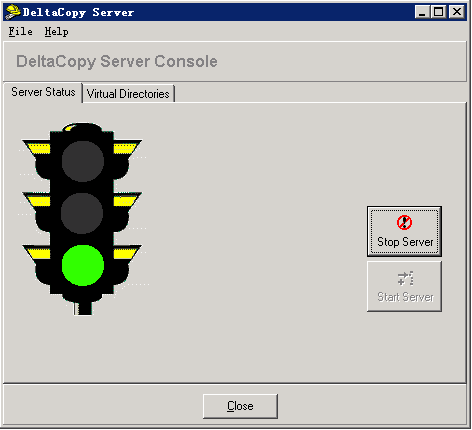 DeltaCopy Server
File Help
DeltaCopy Server Console
Server Status Virtual Directories
Stop Server
Start Server
Close